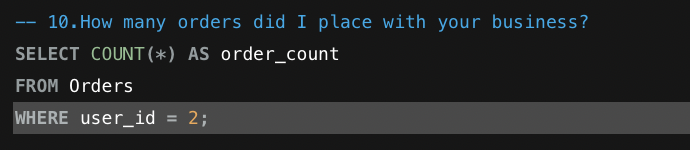 -- 10.How many orders did I place with your business?
SELECT COUNT(*) AS order_count
FROM Orders
WHERE user_id = 2;